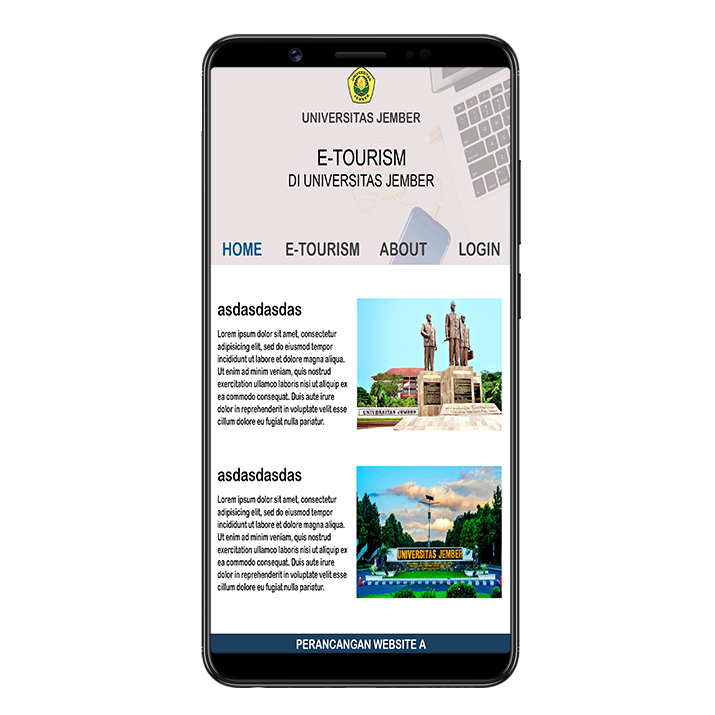 UNIVERSITAS JEMBER
E-TOURISM
DI UNIVERSITAS JEMBER
HOME E-TOURISM ABOUT LOGIN
asdasdasdas
Lorem ipsum dolor sit amet, consectetur
adipisicing elit, sed do eiusmod tempor
incididunt ut labore et dolore magna aliqua.
Ut enim ad minim veniam, quis nostrud
exercitation ullamco laboris nisi ut aliquip ex
ea commodo consequat. Duis aute irure
dolor in reprehenderit in voluptate velit esse
cillum dolore eu fugiat nulla pariatur.
UNIVERSITAS JEMBER
asdasdasdas
Lorem ipsum dolor sit amet, consectetur
adipisicing elit, sed do eiusmod tempor
incididunt ut labore et dolore magna aliqua.
Ut enim ad minim veniam, quis nostrud
exercitation ullamco laboris nisi ut aliquip ex
ea commodo consequat. Duis aute irure
dolor in reprehenderit in voluptate velit esse
cillum dolore eu fugiat nulla pariatur.
UNIVERSITAS JEMBER
PERANCANGAN WEBSITE A